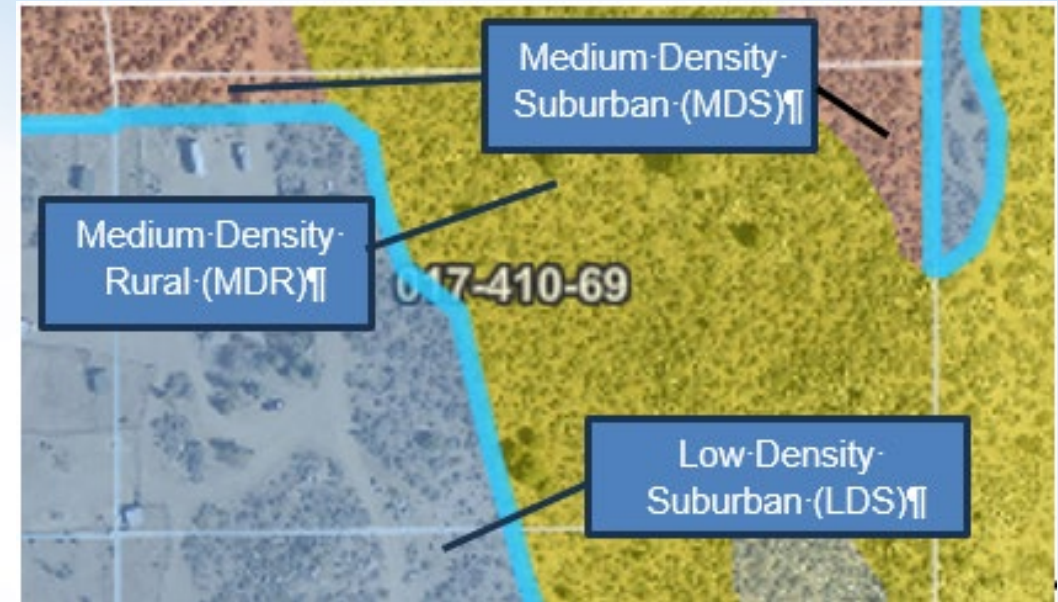 Medium·Density·
Suburban·(MDS)¶
Medium·Density·
Rural·(MDR)¶
017-410-69
Low·Density·
Suburban·(LDS)¶